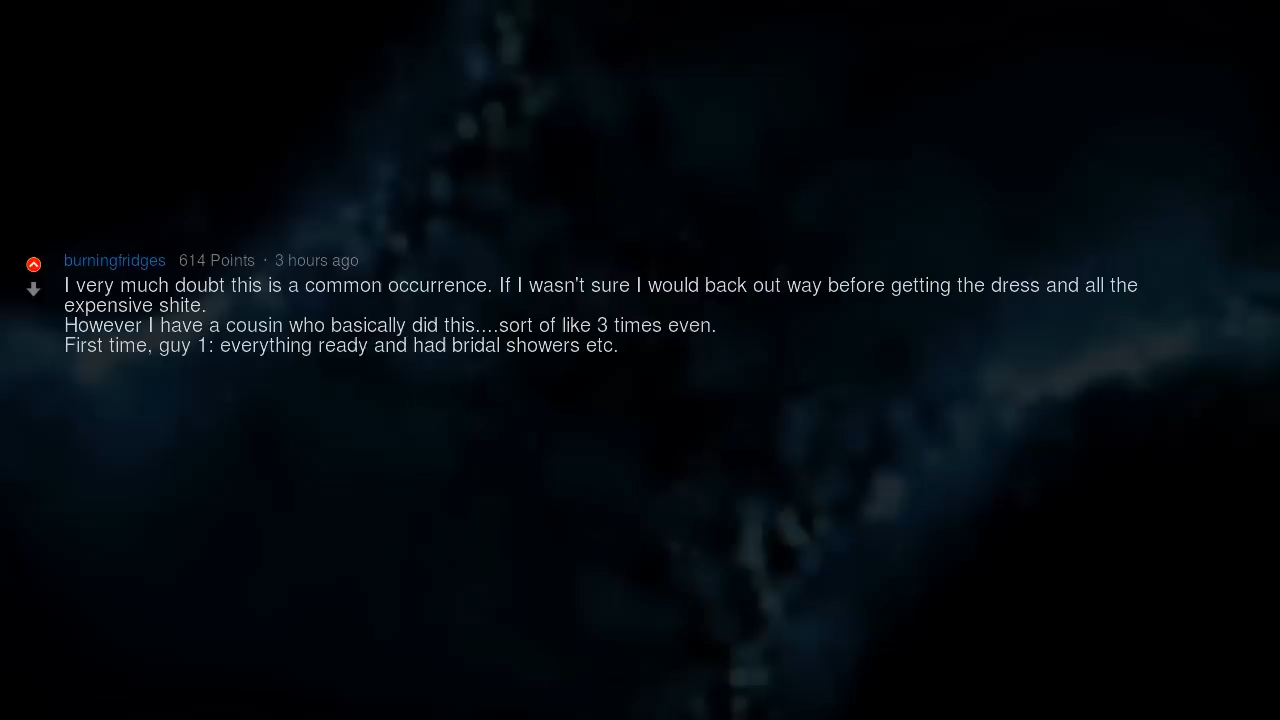 burningfridges 614 Points · 3 hours ago
I very much doubt this is a common occurrence. If I wasn't sure I would back out way before getting the dress and all the
expensive shite.
However I have a cousin who basically did this....sort of like 3 times even.
First time, guy 1: everything ready and had bridal showers etc.